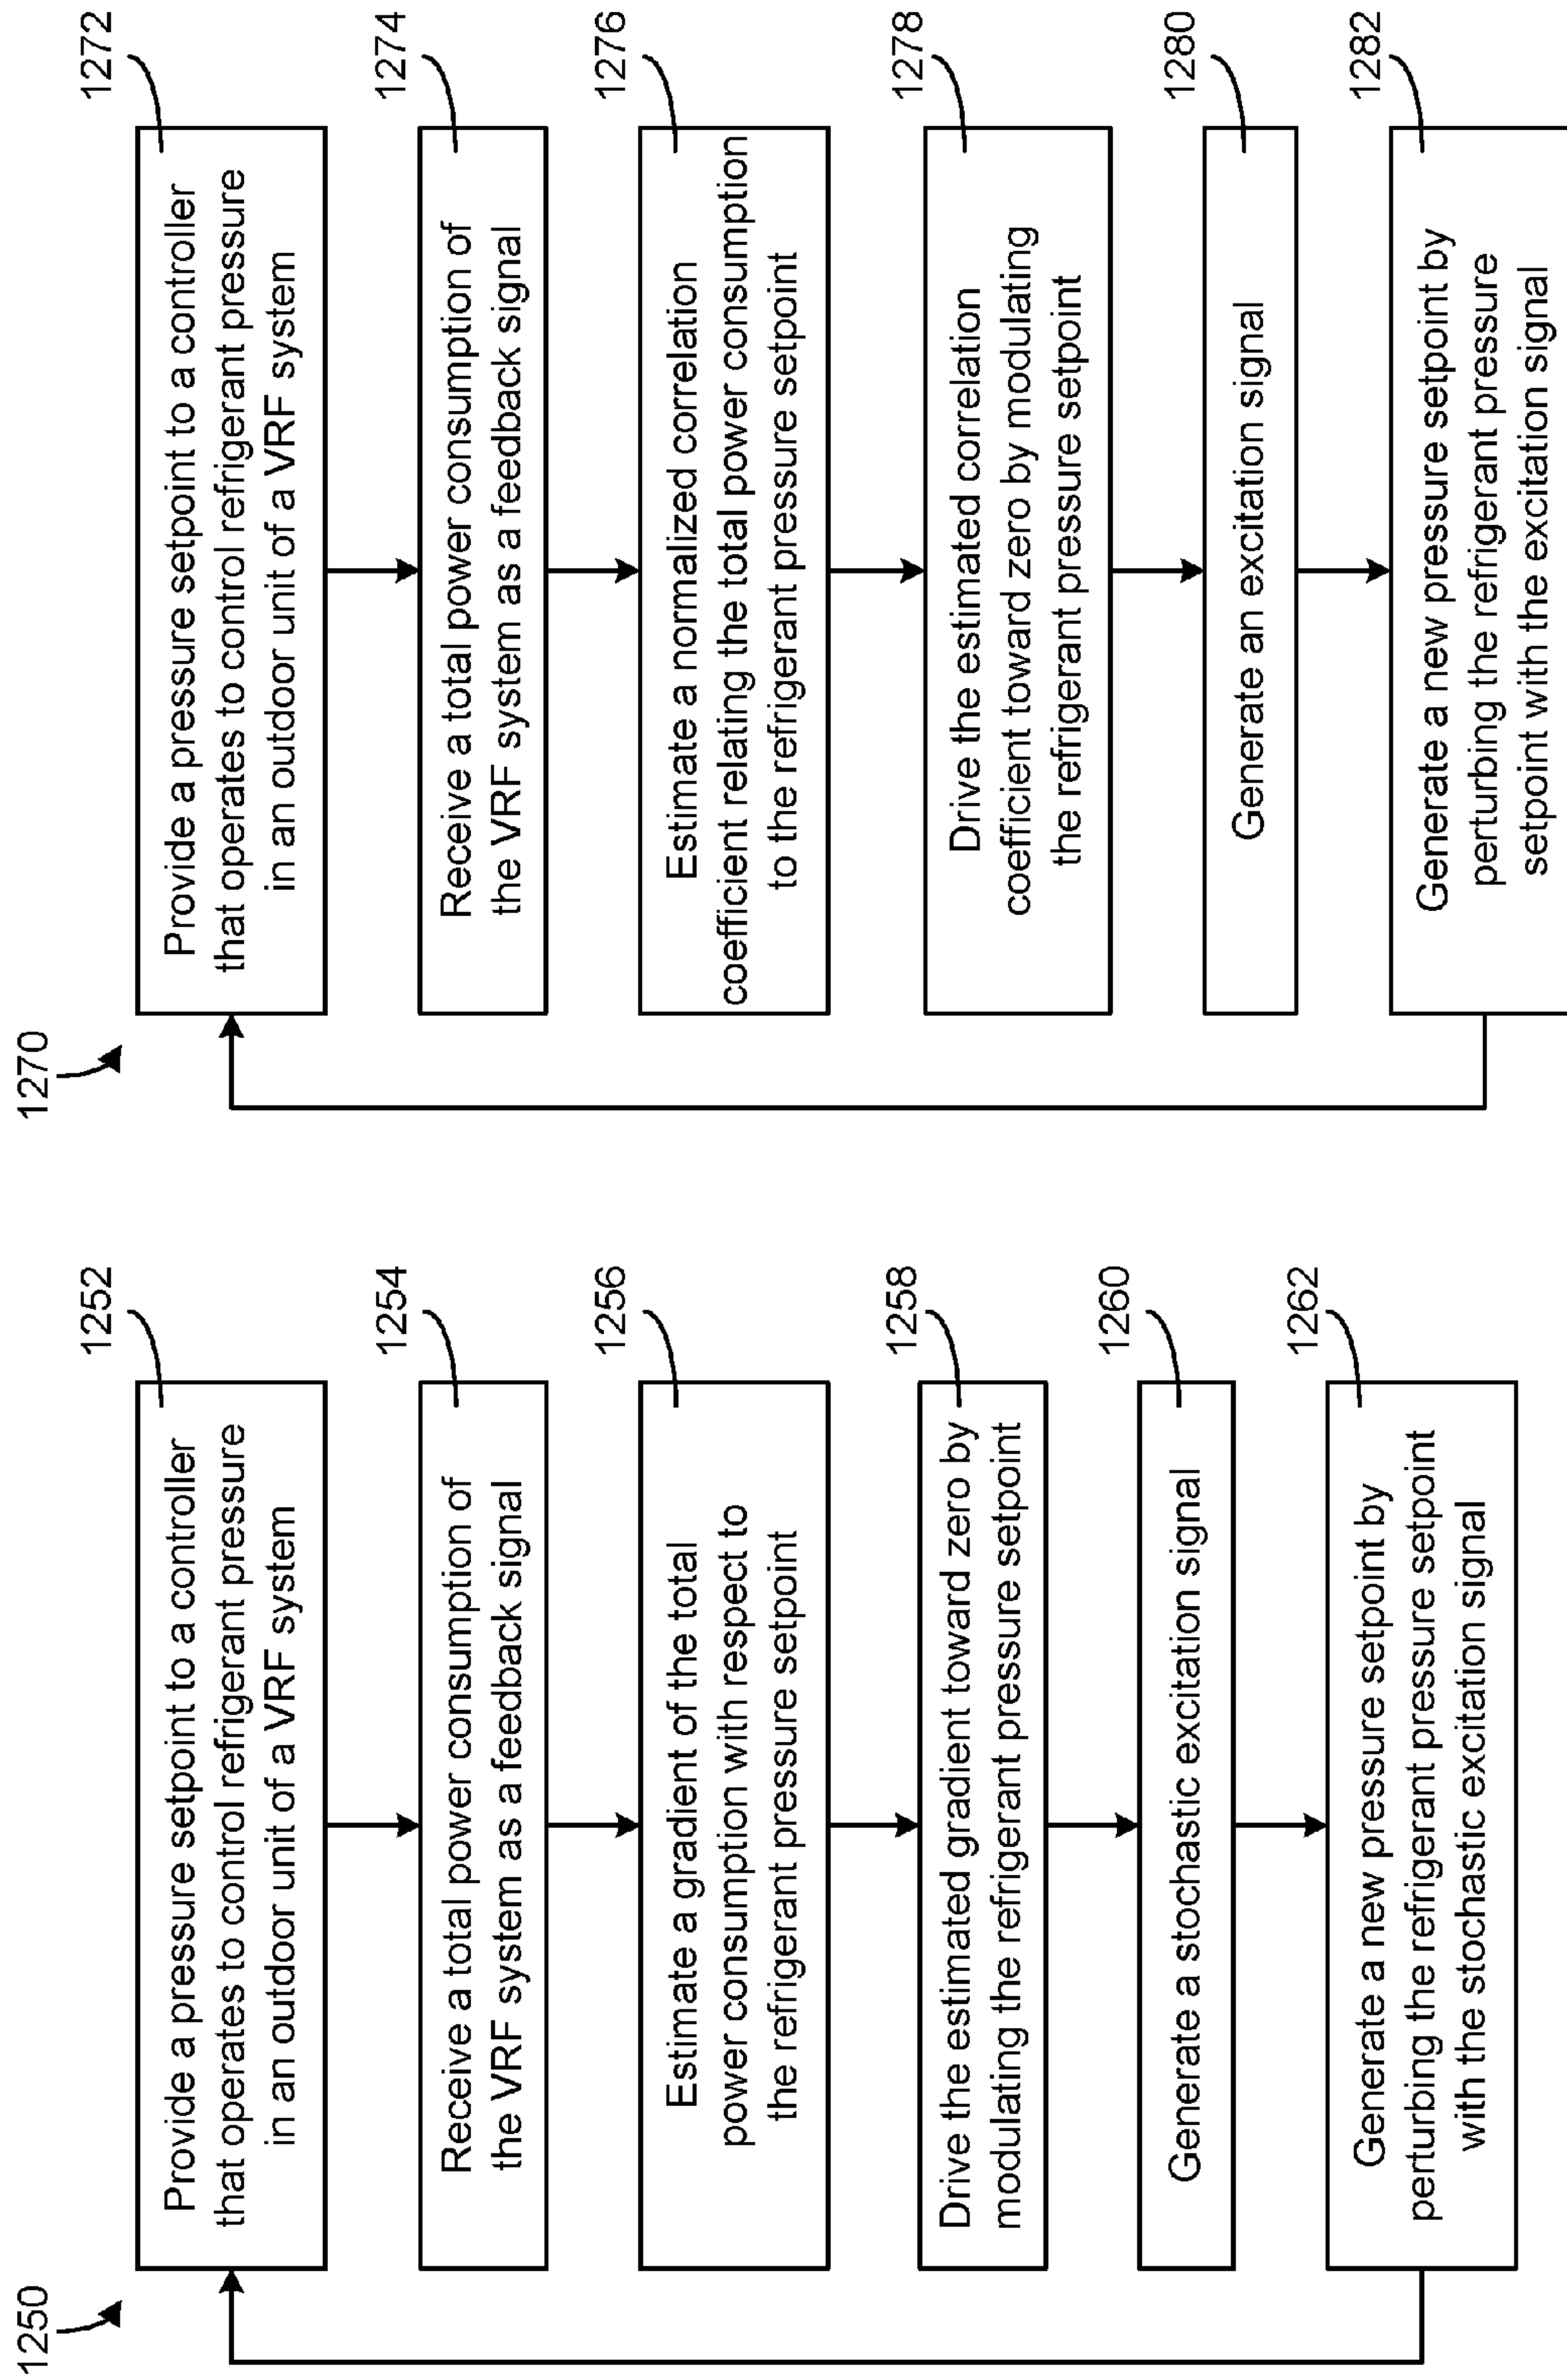 1250
Provide a pressure setpoint to a controller
that operates to control refrigerant pressure
in an outdoor unit of a VRF system
1252
Receive a total power consumption of
the VRF system as a feedback signal
1254
Estimate a gradient of the total
power consumption with respect to
the refrigerant pressure setpoint
1256
Drive the estimated gradient toward zero by
modulating the refrigerant pressure setpoint
1258
Generate a stochastic excitation signal
1260
Generate a new pressure setpoint by
perturbing the refrigerant pressure setpoint
with the stochastic excitation signal
1262
1270
Provide a pressure setpoint to a controller
that operates to control refrigerant pressure
in an outdoor unit of a VRF system
1272
Receive a total power consumption of
the VRF system as a feedback signal
1274
Estimate a normalized correlation
coefficient relating the total power consumption
to the refrigerant pressure setpoint
1276
Drive the estimated correlation
coefficient toward zero by modulating
the refrigerant pressure setpoint
1278
Generate an excitation signal
1280
Generate a new pressure setpoint by
perturbing the refrigerant pressure
setpoint with the excitation signal
1282